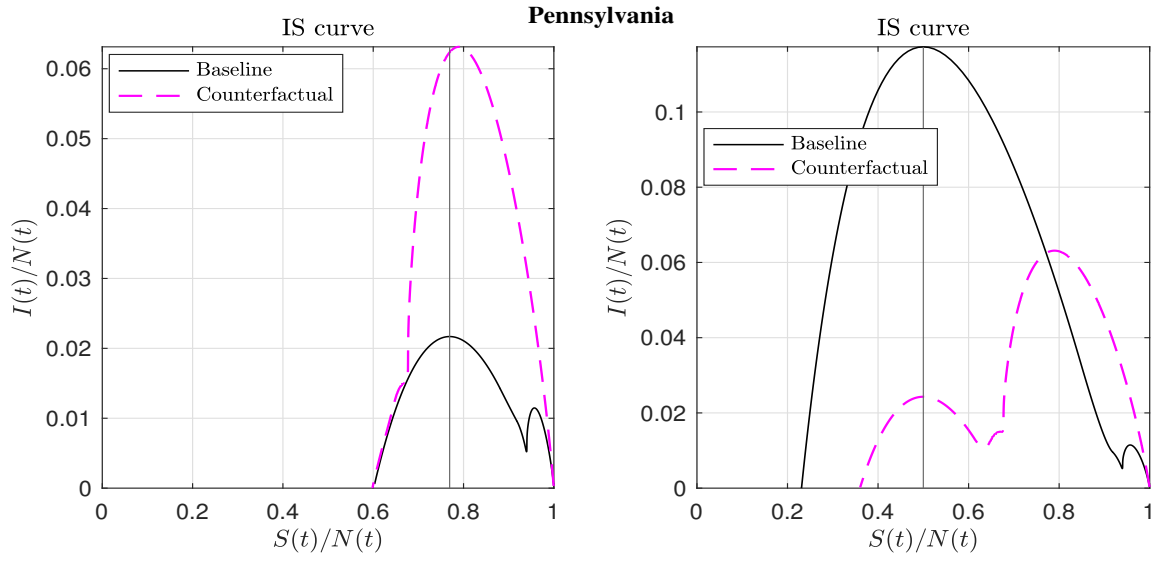 Pennsylvania
IS curve
Baseline
Counterfactual
I(t)/N(t)
0.06
0.05
0.04
0.03
0.02
0.01
0
0 0.2 0.4 0.6 0.8 1
S(t)/N(t)
IS curve
Baseline
Counterfactual
I(t)/N(t)
0.1
0.08
0.06
0.04
0.02
0
0 0.2 0.4 0.6 0.8 1
S(t)/N(t)